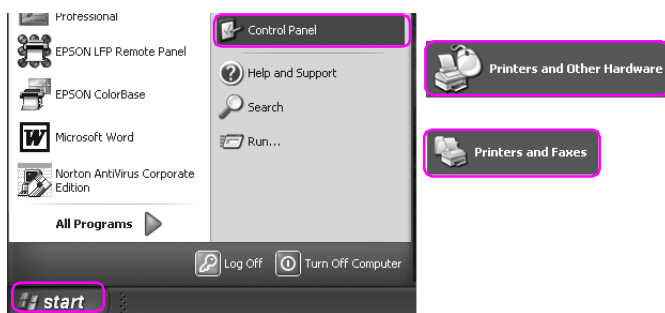 Professional
EPSON LFP Remote Panel
EPSON ColorBase
Microsoft Word
Norton AntiVirus Corporate
Edition
All Programs
Control Panel
Help and Support
Search
Run...
Log Off
Turn Off Computer
start
Printers and Other Hardware
Printers and Faxes